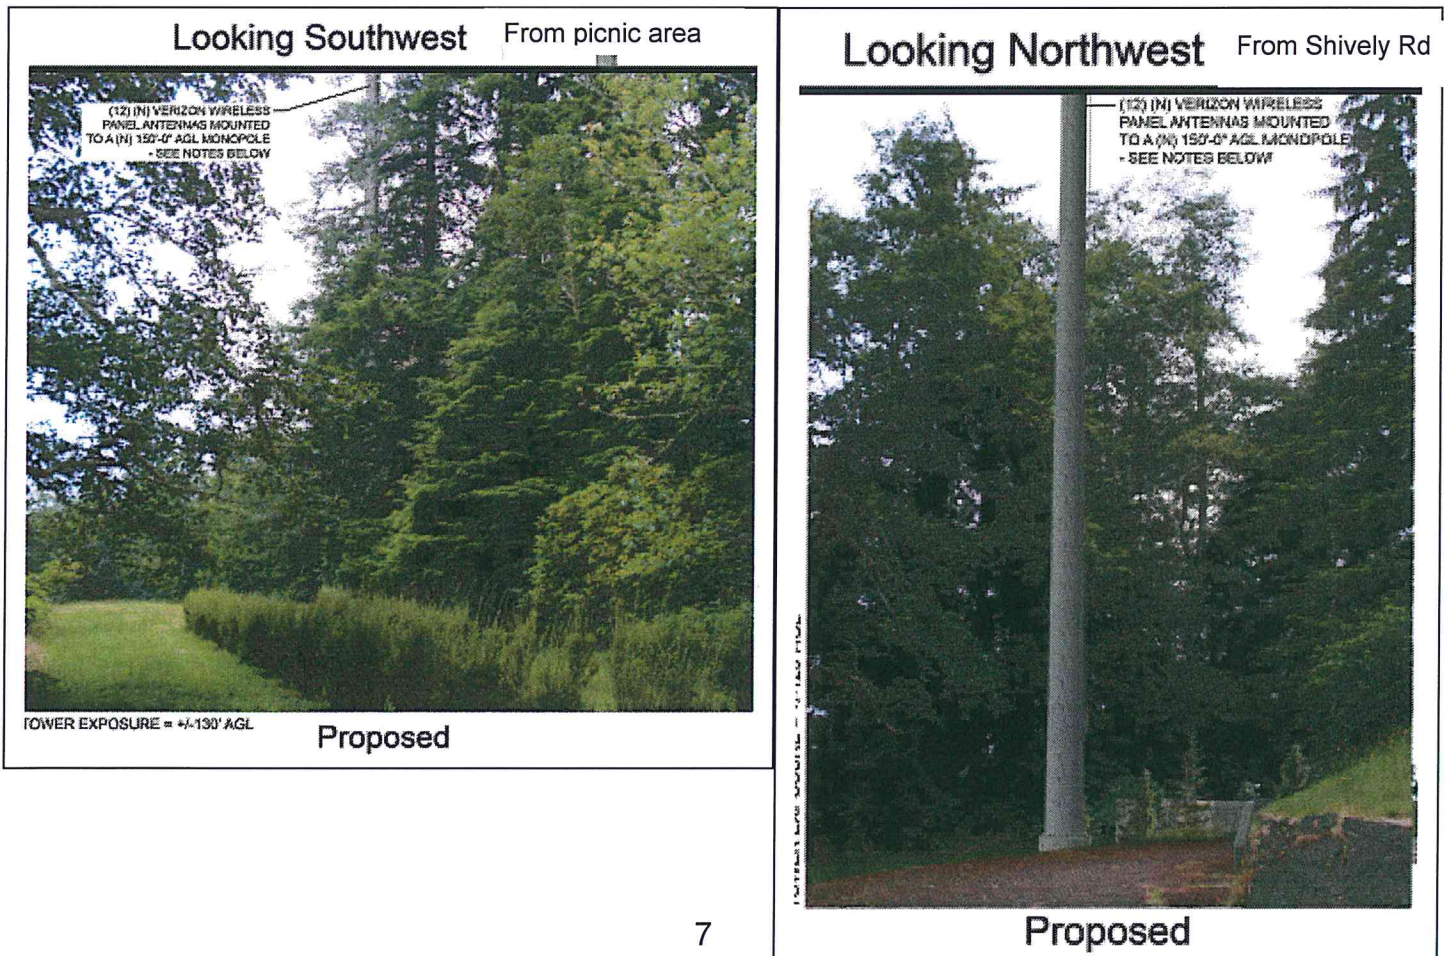 Looking Southwest From picnic area
(12) (N) VERIZON WIRELESS
PANEL ANTENNAS MOUNTED
TO A (N) 150'-0" AGL MONOPOLE
- SEE NOTES BELOW
TOWER EXPOSURE = +/-130' AGL
Proposed
Looking Northwest From Shively Rd
(12) (N) VERIZON WIRELESS
PANEL ANTENNAS MOUNTED
TO A (N) 150'-0" AGL MONOPOLE
- SEE NOTES BELOW
Proposed
7